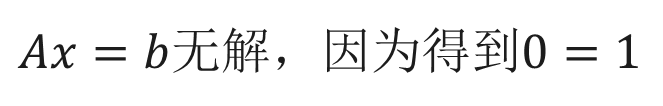 Ax = b无解，因为得到0 = 1